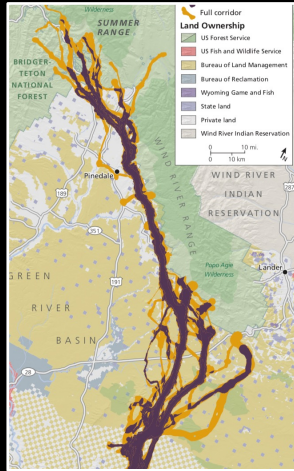 Wilderness
SUMMER
RANGE
Full corridor
Land Ownership
US Forest Service
US Fish and Wildlife Service
Bureau of Land Management
Bureau of Reclamation
Wyoming Game and Fish
State land
Private land
Wind River Indian Reservation
0 10 mi.
0 10 km
BRIDGER-
TETON
NATIONAL
FOREST
Pinedale
189
WIND RIVER RANGE
WIND RIVER
INDIAN
RESERVATION
287
351
Popo Agie
Wilderness
Lander
GREEN
RIVER
BASIN
191
28